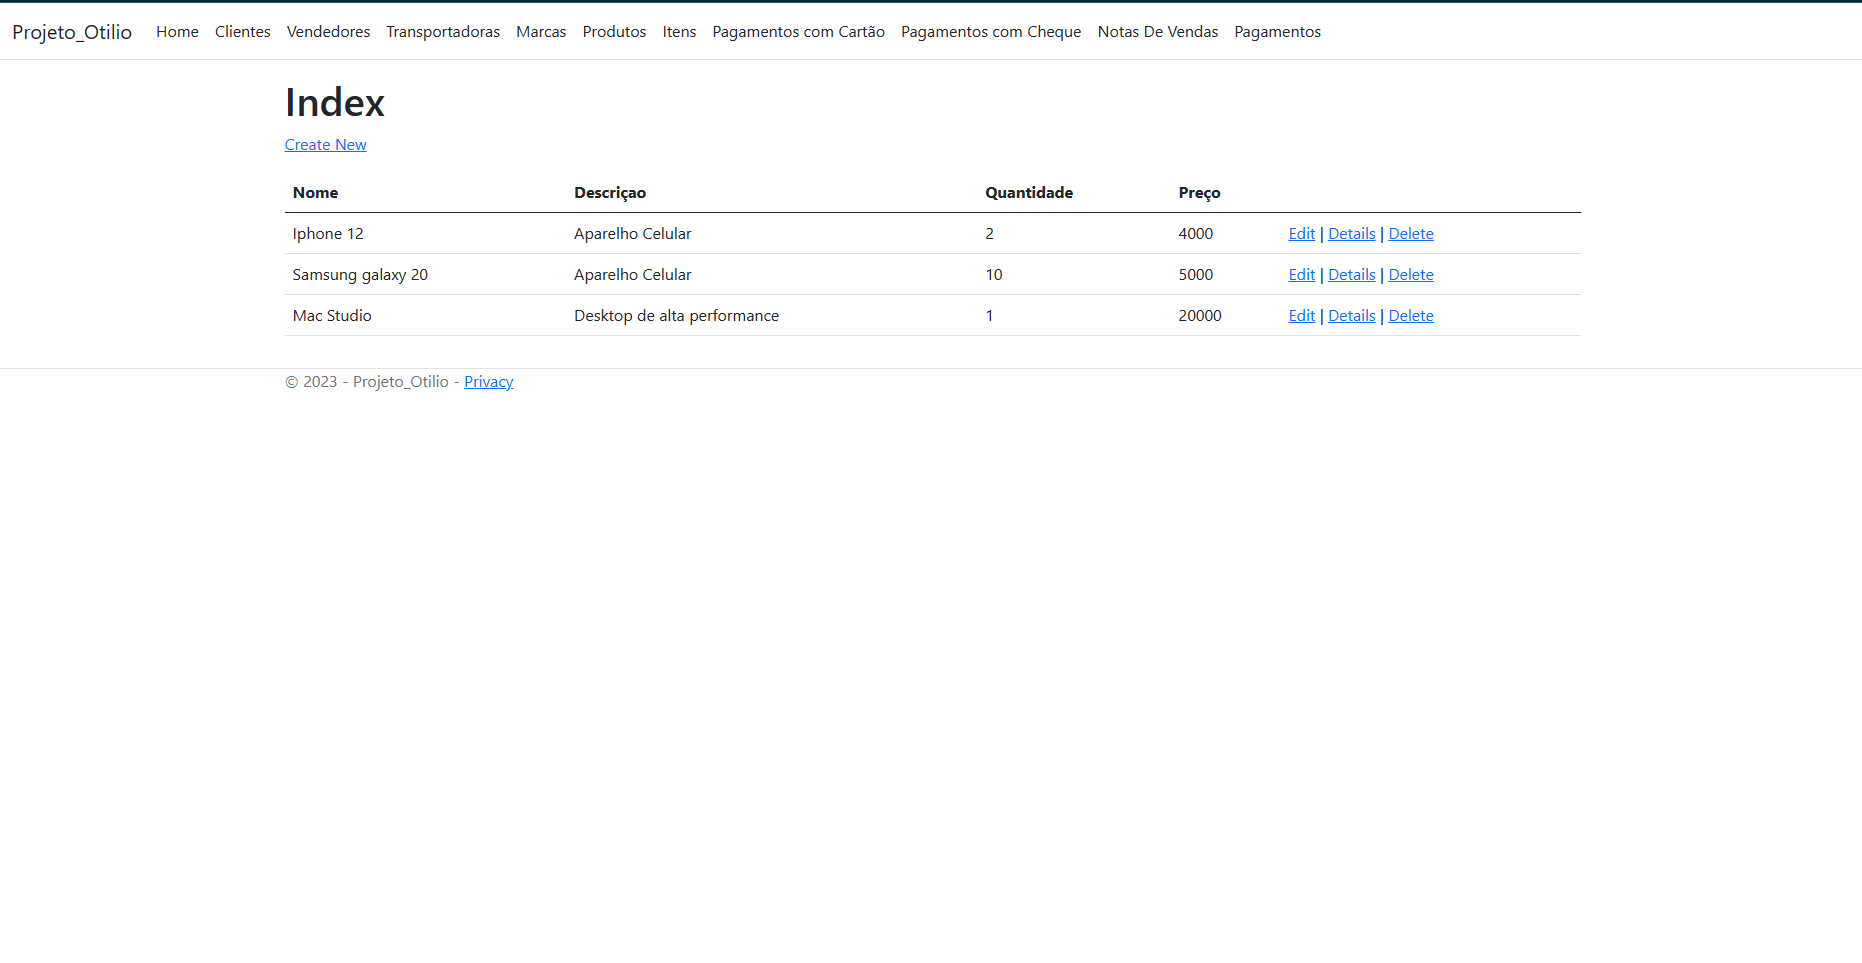 Projeto_Otilio Home Clientes Vendedores Transportadoras Marcas Produtos Itens Pagamentos com Cartão Pagamentos com Cheque Notas De Vendas Pagamentos
Index
Create New
Nome Descriçao Quantidade Preço
Iphone 12 Aparelho Celular 2 4000 Edit | Details | Delete
Samsung galaxy 20 Aparelho Celular 10 5000 Edit | Details | Delete
Mac Studio Desktop de alta performance 1 20000 Edit | Details | Delete
© 2023 - Projeto_Otilio - Privacy